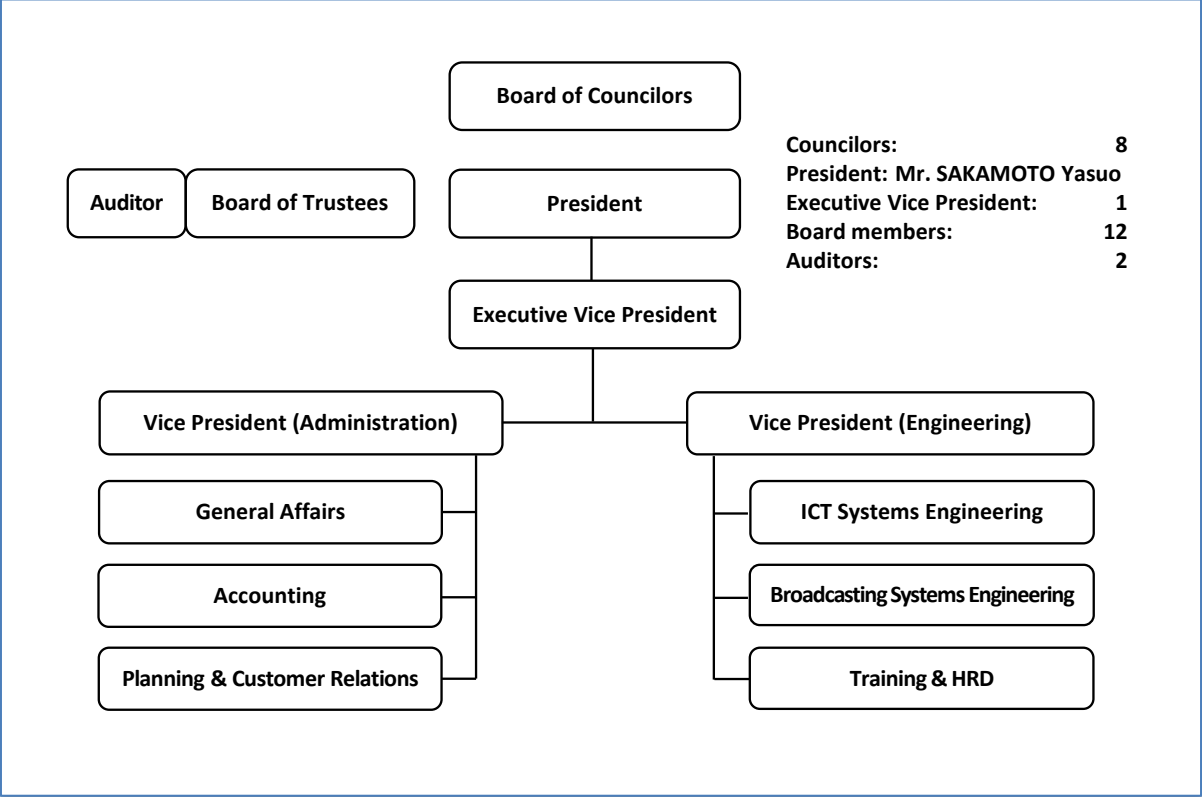 Board of Councilors
Councilors: 8
President: Mr. SAKAMOTO Yasuo
Executive Vice President: 1
Board members: 12
Auditors: 2
Auditor
Board of Trustees
President
Executive Vice President
Vice President (Administration)
Vice President (Engineering)
General Affairs
ICT Systems Engineering
Accounting
Broadcasting Systems Engineering
Planning & Customer Relations
Training & HRD